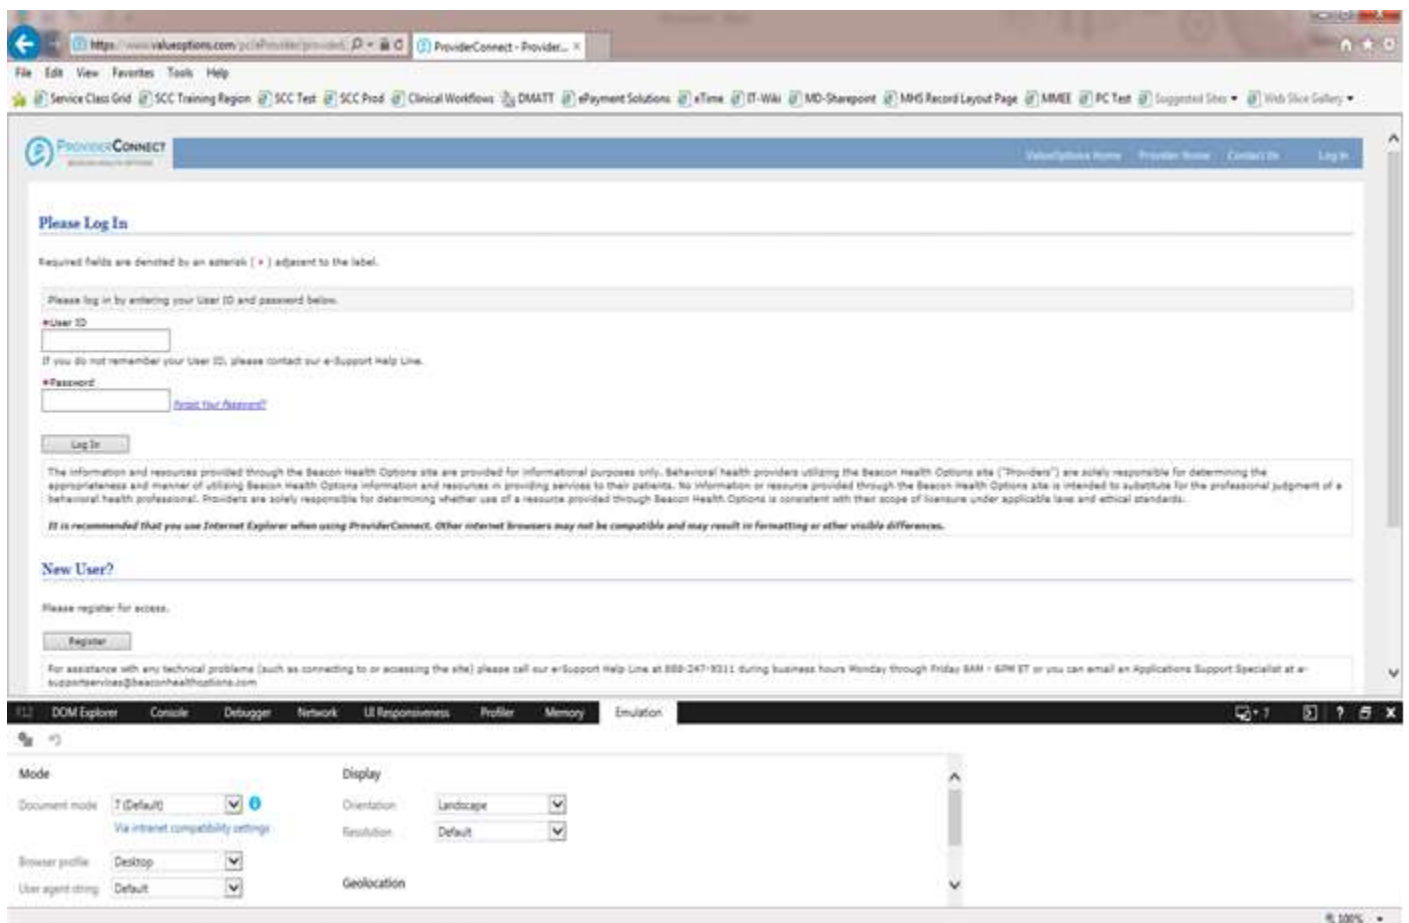 https://www.valueoptions.com/pc/eProvider/provider
ProviderConnect - Provider...
File Edit View Favorites Tools Help
Service Class Grid SCC Training Region SCC Test SCC Prod Clinical Workflows DMATT ePayment Solutions eTime IT-Wiki MD-Sharepoint MHS Record Layout Page MMEE PC Test Suggested Sites Web Slice Gallery
PROVIDERCONNECT
BEACON HEALTH OPTIONS
ValueOptions Home Provider Home Contact Us Log In
Please Log In
Required fields are denoted by an asterisk ( * ) adjacent to the label.
Please log in by entering your User ID and password below.
*User ID
If you do not remember your User ID, please contact our e-Support Help Line.
*Password
Forgot Your Password?
Log In
The information and resources provided through the Beacon Health Options site are provided for informational purposes only. Behavioral health providers utilizing the Beacon Health Options site ("Providers") are solely responsible for determining the
appropriateness and manner of utilizing Beacon Health Options information and resources in providing services to their patients. No information or resource provided through the Beacon Health Options site is intended to substitute for the professional judgment of a
behavioral health professional. Providers are solely responsible for determining whether use of a resource provided through Beacon Health Options is consistent with their scope of licensure under applicable laws and ethical standards.
It is recommended that you use Internet Explorer when using ProviderConnect. Other internet browsers may not be compatible and may result in formatting or other visible differences.
New User?
Please register for access.
Register
For assistance with any technical problems (such as connecting to or accessing the site) please call our e-Support Help Line at 888-247-9311 during business hours Monday through Friday 8AM - 6PM ET or you can email an Applications Support Specialist at e-
supportservices@beaconhealthoptions.com
F12 DOM Explorer Console Debugger Network UI Responsiveness Profiler Memory Emulation 7 ?
Mode Display
Document mode 7 (Default) Orientation Landscape
Via intranet compatibility settings Resolution Default
Browser profile Desktop
User agent string Default Geolocation
100%